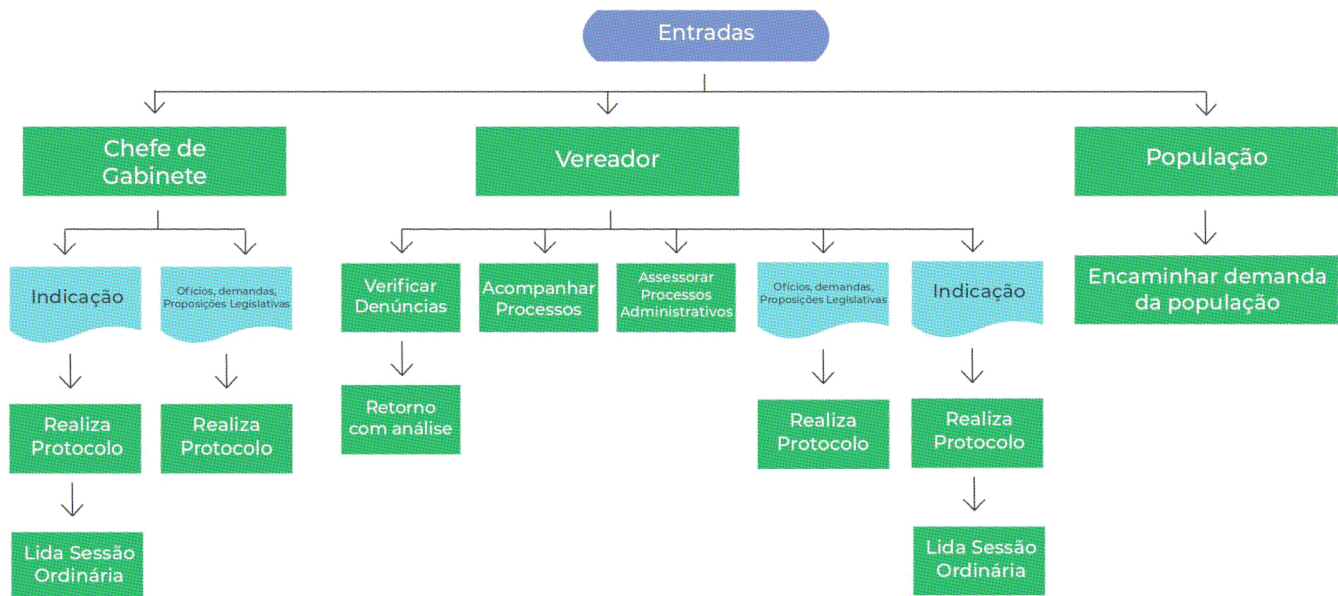 Entradas
Chefe de
Gabinete
Vereador
População
Indicação
Ofícios, demandas,
Proposições Legislativas
Verificar
Denúncias
Acompanhar
Processos
Assessorar
Processos
Administrativos
Ofícios, demandas,
Proposições Legislativas
Indicação
Encaminhar demanda
da população
Realiza
Protocolo
Realiza
Protocolo
Retorno
com análise
Realiza
Protocolo
Realiza
Protocolo
Lida Sessão
Ordinária
Lida Sessão
Ordinária